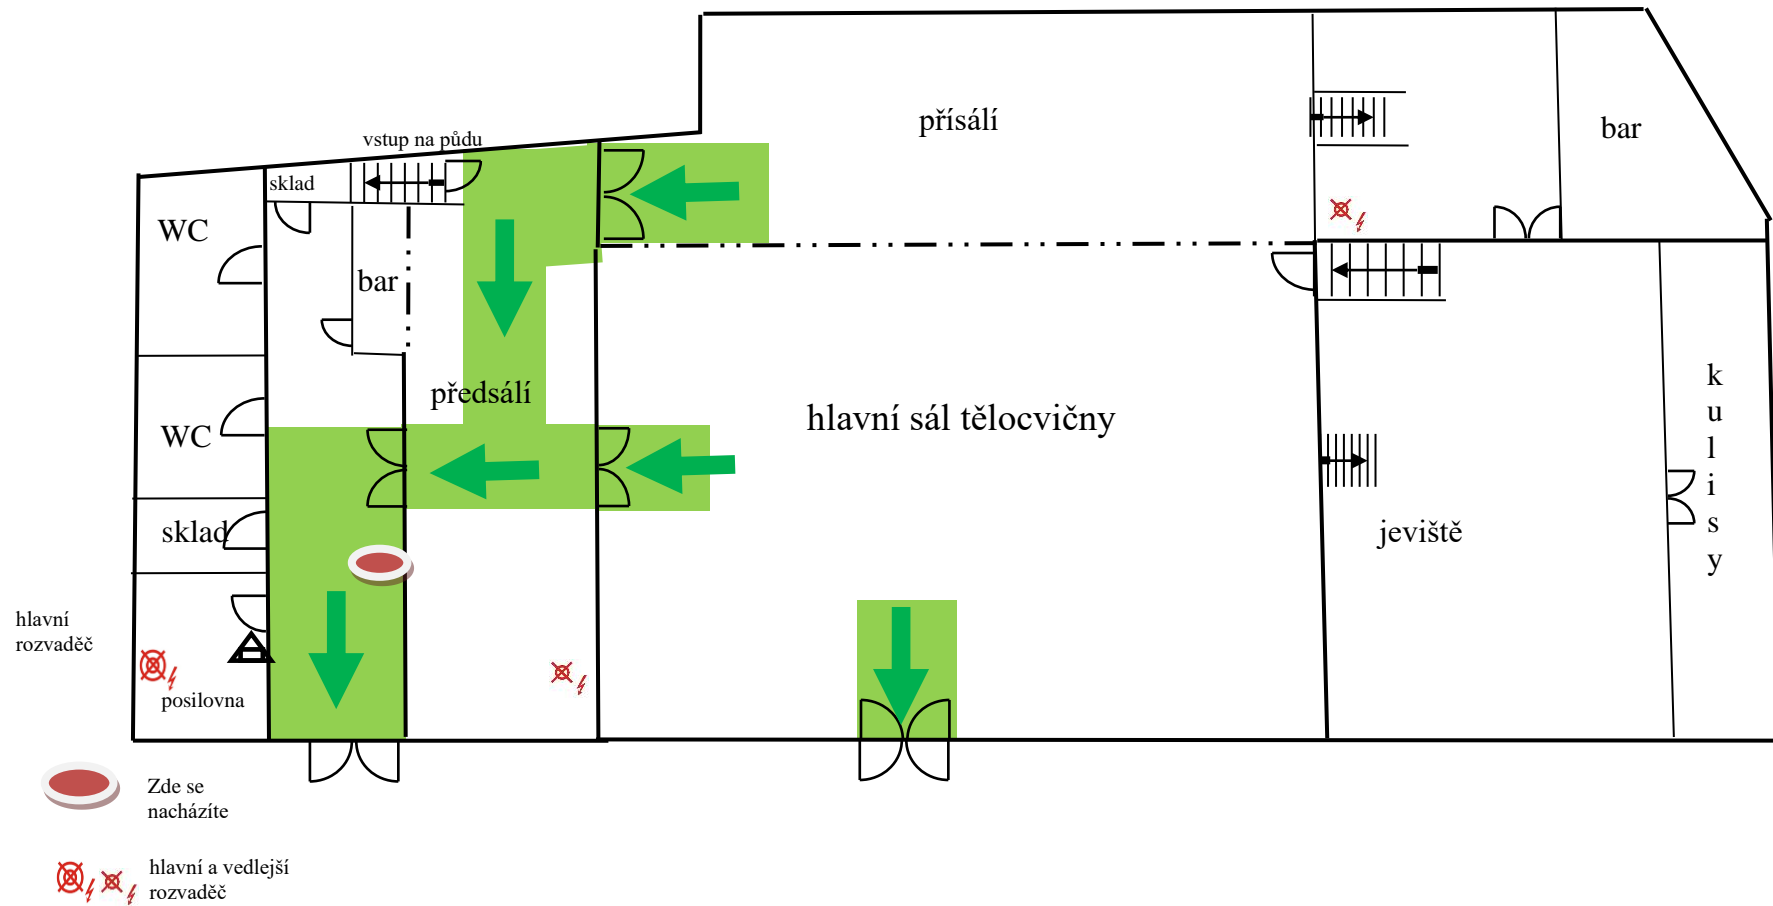 přísálí
bar
vstup na půdu
sklad
WC
bar
předsálí
hlavní sál tělocvičny
k
u
l
i
s
y
WC
sklad
jeviště
hlavní
rozvaděč
posilovna
Zde se
nacházíte
hlavní a vedlejší
rozvaděč